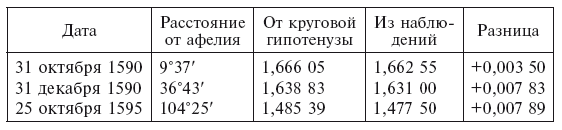 Дата Расстояние от афелия От круговой гипотенузы Из наблю-дений Разница
31 октября 1590 9°37′ 1,666 05 1,662 55 +0,003 50
31 декабря 1590 36°43′ 1,638 83 1,631 00 +0,007 83
25 октября 1595 104°25′ 1,485 39 1,477 50 +0,007 89